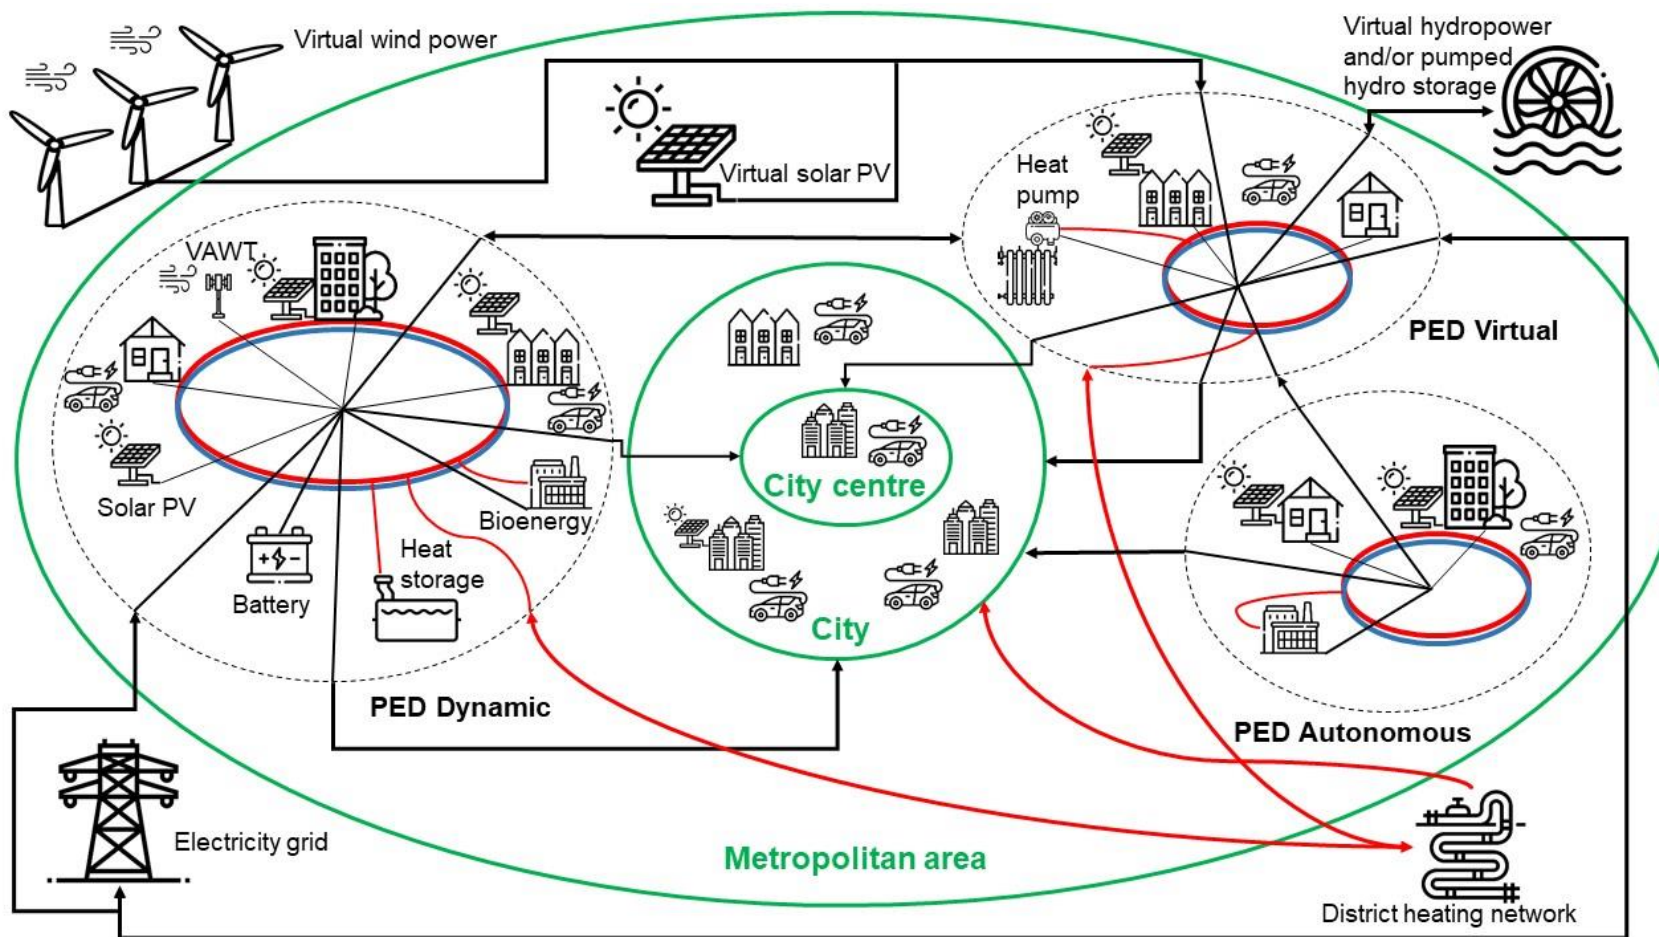 Virtual wind power
Virtual hydropower
and/or pumped
hydro storage
Virtual solar PV
Heat
pump
VAWT
PED Virtual
Solar PV
City centre
Bioenergy
Heat
storage
Battery
City
PED Dynamic
PED Autonomous
Electricity grid
Metropolitan area
District heating network